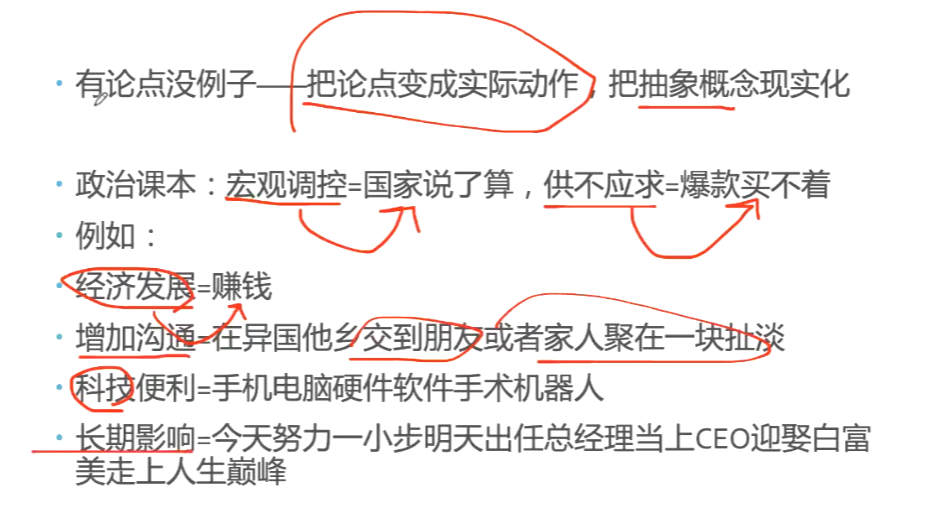 • 有论点没例子——把论点变成实际动作，把抽象概念现实化
• 政治课本：宏观调控=国家说了算，供不应求=爆款买不着
• 例如：
• 经济发展=赚钱
• 增加沟通=在异国他乡交到朋友或者家人聚在一块扯淡
• 科技便利=手机电脑硬件软件手术机器人
• 长期影响=今天努力一小步明天出任总经理当上CEO迎娶白富
美走上人生巅峰